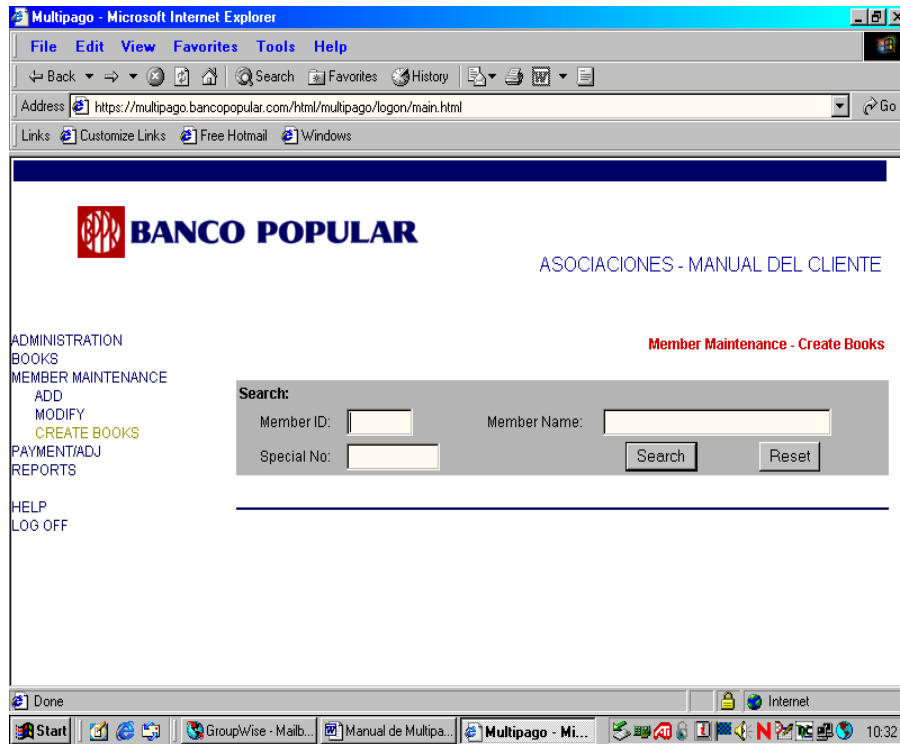 Multipago - Microsoft Internet Explorer
File Edit View Favorites Tools Help
Back Search Favorites History
Address https://multipago.bancopopular.com/html/multipago/logon/main.html Go
Links Customize Links Free Hotmail Windows
BPPR BANCO POPULAR
ASOCIACIONES - MANUAL DEL CLIENTE
ADMINISTRATION
BOOKS
MEMBER MAINTENANCE
ADD
MODIFY
CREATE BOOKS
PAYMENT/ADJ
REPORTS
HELP
LOG OFF
Member Maintenance - Create Books
Search:
Member ID: Member Name:
Special No: Search Reset
Done Internet
Start GroupWise - Mailb... Manual de Multipa... Multipago - Mi... 10:32